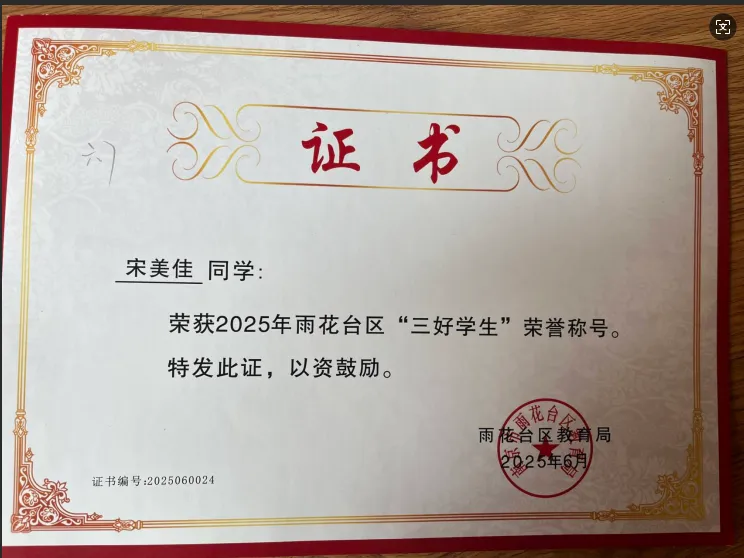 证书
宋美佳 同学:
荣获2025年雨花台区“三好学生”荣誉称号。
特发此证，以资鼓励。
雨花台区教育局
2025年6月
证书编号:2025060024